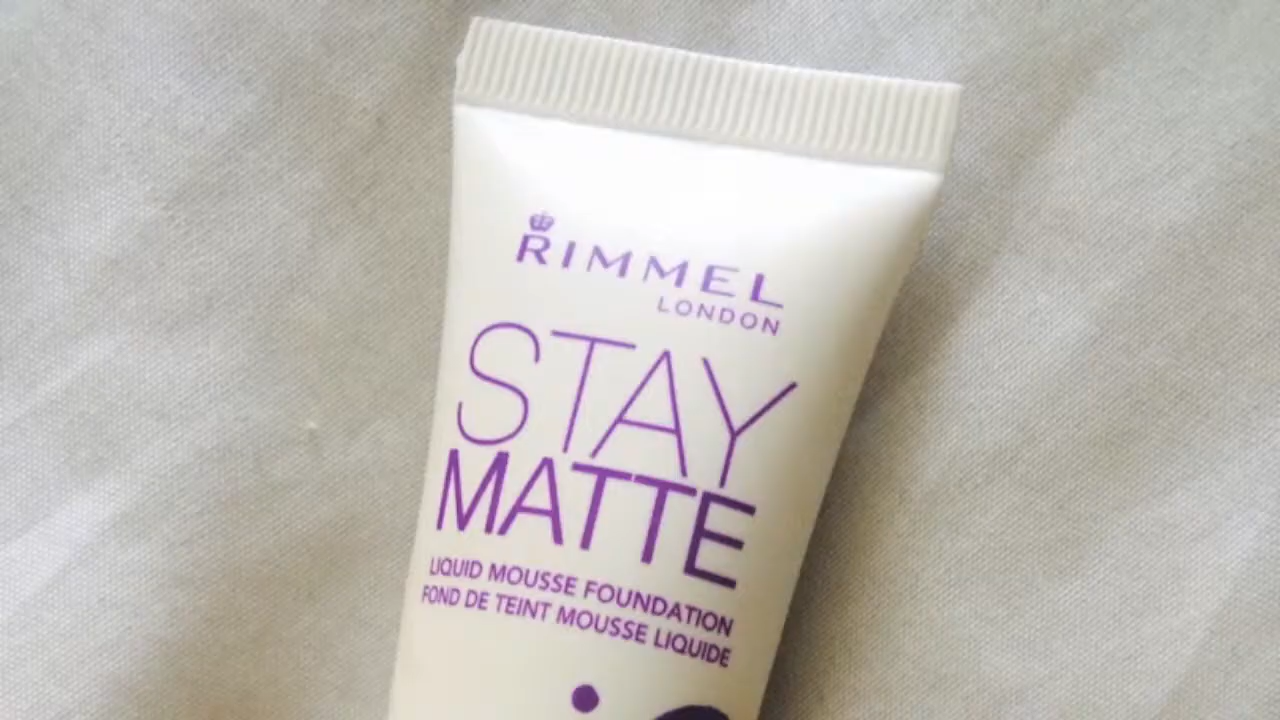 RIMMEL
LONDON
STAY
MATTE
LIQUID MOUSSE FOUNDATION
FOND DE TEINT MOUSSE LIQUIDE